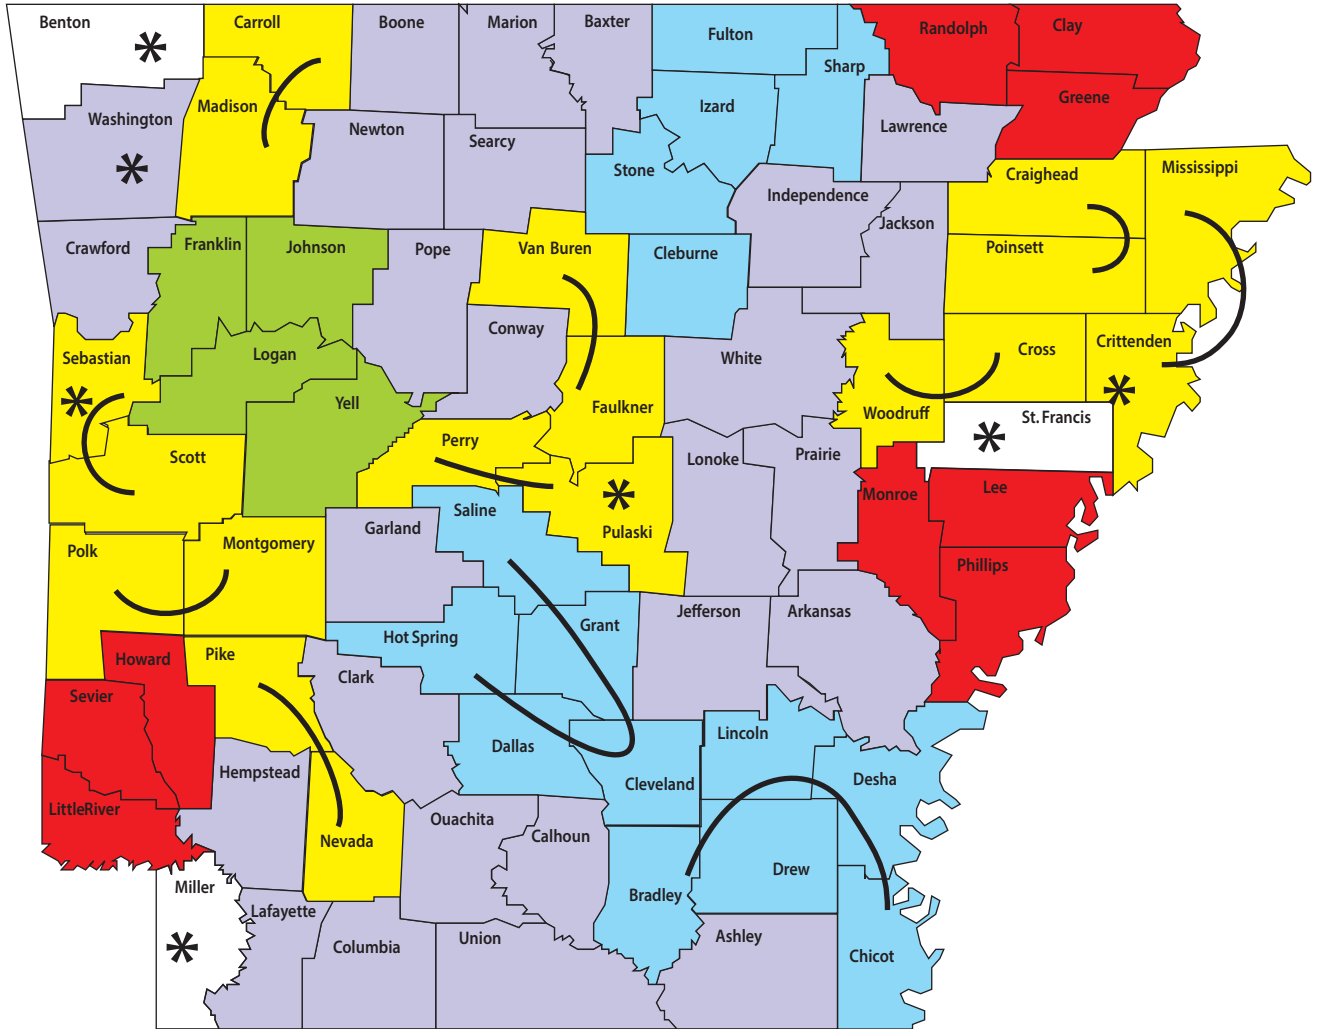 Benton
Carroll
Boone
Marion
Baxter
Fulton
Randolph
Clay
Sharp
Greene
Washington
Madison
Newton
Searcy
Izard
Lawrence
Stone
Independence
Craighead
Mississippi
Crawford
Franklin
Johnson
Pope
Van Buren
Cleburne
Jackson
Poinsett
Sebastian
Logan
Conway
White
Cross
Crittenden
Yell
Faulkner
Woodruff
St. Francis
Scott
Perry
Lonoke
Prairie
Monroe
Lee
Polk
Montgomery
Garland
Saline
Pulaski
Phillips
Howard
Pike
Hot Spring
Grant
Jefferson
Arkansas
Sevier
Clark
Dallas
Lincoln
Hempstead
Cleveland
Desha
LittleRiver
Nevada
Ouachita
Calhoun
Miller
Bradley
Drew
Lafayette
Columbia
Union
Ashley
Chicot